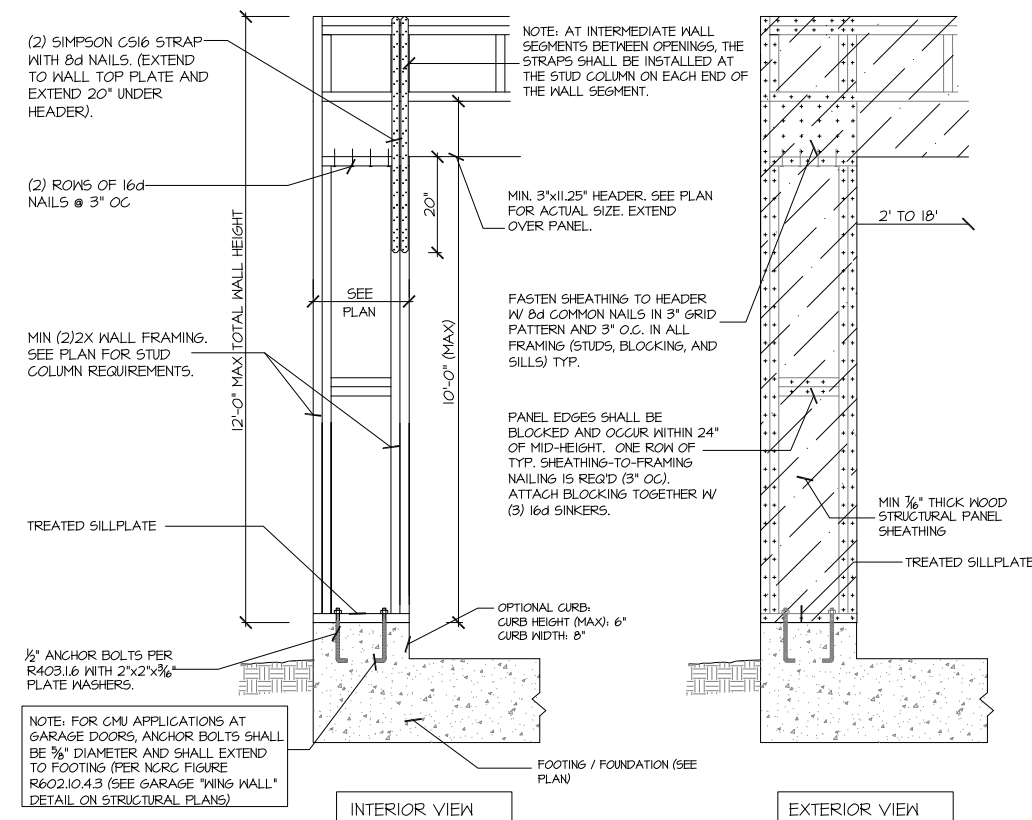 (2) SIMPSON CS16 STRAP
WITH 8d NAILS. (EXTEND
TO WALL TOP PLATE AND
EXTEND 20" UNDER
HEADER).
NOTE: AT INTERMEDIATE WALL
SEGMENTS BETWEEN OPENINGS, THE
STRAPS SHALL BE INSTALLED AT
THE STUD COLUMN ON EACH END OF
THE WALL SEGMENT.
(2) ROWS OF 16d
NAILS @ 3" OC
12'-0" MAX TOTAL WALL HEIGHT
20"
MIN. 3"x11.25" HEADER. SEE PLAN
FOR ACTUAL SIZE. EXTEND
OVER PANEL.
2' TO 18'
SEE
PLAN
10'-0" (MAX)
FASTEN SHEATHING TO HEADER
W/ 8d COMMON NAILS IN 3" GRID
PATTERN AND 3" O.C. IN ALL
FRAMING (STUDS, BLOCKING, AND
SILLS) TYP.
MIN (2)2X WALL FRAMING.
SEE PLAN FOR STUD
COLUMN REQUIREMENTS.
PANEL EDGES SHALL BE
BLOCKED AND OCCUR WITHIN 24"
OF MID-HEIGHT. ONE ROW OF
TYP. SHEATHING-TO-FRAMING
NAILING IS REQ'D (3" OC).
ATTACH BLOCKING TOGETHER W/
(3) 16d SINKERS.
MIN 7/16" THICK WOOD
STRUCTURAL PANEL
SHEATHING
TREATED SILLPLATE
TREATED SILLPLATE
OPTIONAL CURB:
CURB HEIGHT (MAX): 6"
CURB WIDTH: 8"
1/2" ANCHOR BOLTS PER
R403.1.6 WITH 2"x2"x3/16"
PLATE WASHERS.
NOTE: FOR CMU APPLICATIONS AT
GARAGE DOORS, ANCHOR BOLTS SHALL
BE 5/8" DIAMETER AND SHALL EXTEND
TO FOOTING (PER NCRC FIGURE
R602.10.4.3 (SEE GARAGE "WING WALL"
DETAIL ON STRUCTURAL PLANS)
FOOTING / FOUNDATION (SEE
PLAN)
INTERIOR VIEW
EXTERIOR VIEW